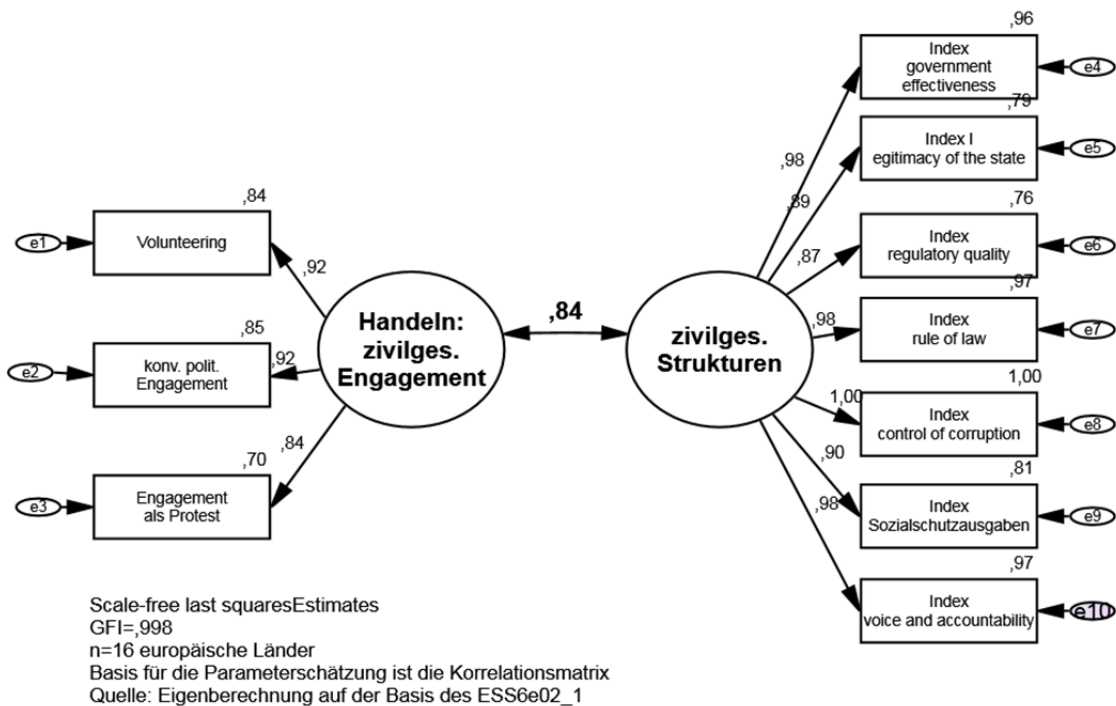 ,96
Index
government
effectiveness
e4
,79
Index I
egitimacy of the state
e5
,98
,89
,84
Volunteering
e1
,92
,76
Index
regulatory quality
e6
,87
,85
konv. polit.
Engagement
e2
,92
Handeln:
zivilges.
Engagement
,84
zivilges.
Strukturen
,97
Index
rule of law
e7
,98
1,00
Index
control of corruption
e8
1,00
,70
Engagement
als Protest
e3
,84
,81
Index
Sozialschutzausgaben
e9
,90
,97
Index
voice and accountability
e10
,98
Scale-free last squaresEstimates
GFI=,998
n=16 europäische Länder
Basis für die Parameterschätzung ist die Korrelationsmatrix
Quelle: Eigenberechnung auf der Basis des ESS6e02_1